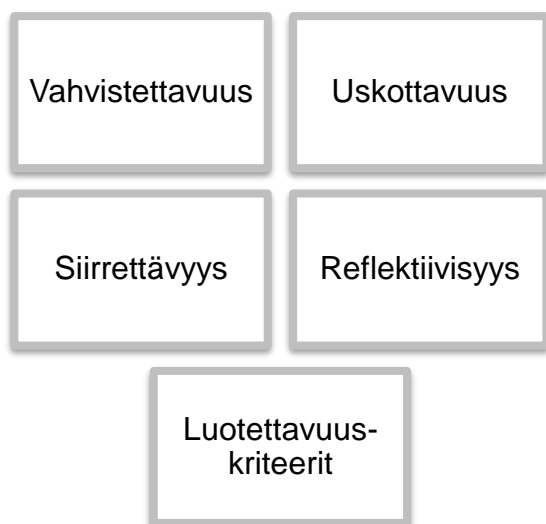 Vahvistettavuus
Uskottavuus
Siirrettävyys
Reflektiivisyys
Luotettavuus-
kriteerit